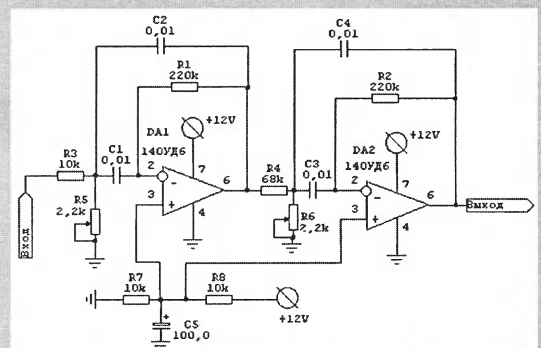 C2
0,01
R1
220k
+12V
DA1
140УД6
R3
10k
C1
0,01
2
3
7
6
4
-
+
R5
2,2k
Вход
C4
0,01
R2
220k
+12V
DA2
140УД6
R4
68k
C3
0,01
2
3
7
6
4
-
+
R6
2,2k
Выход
R7
10k
R8
10k
+12V
+
C5
100,0